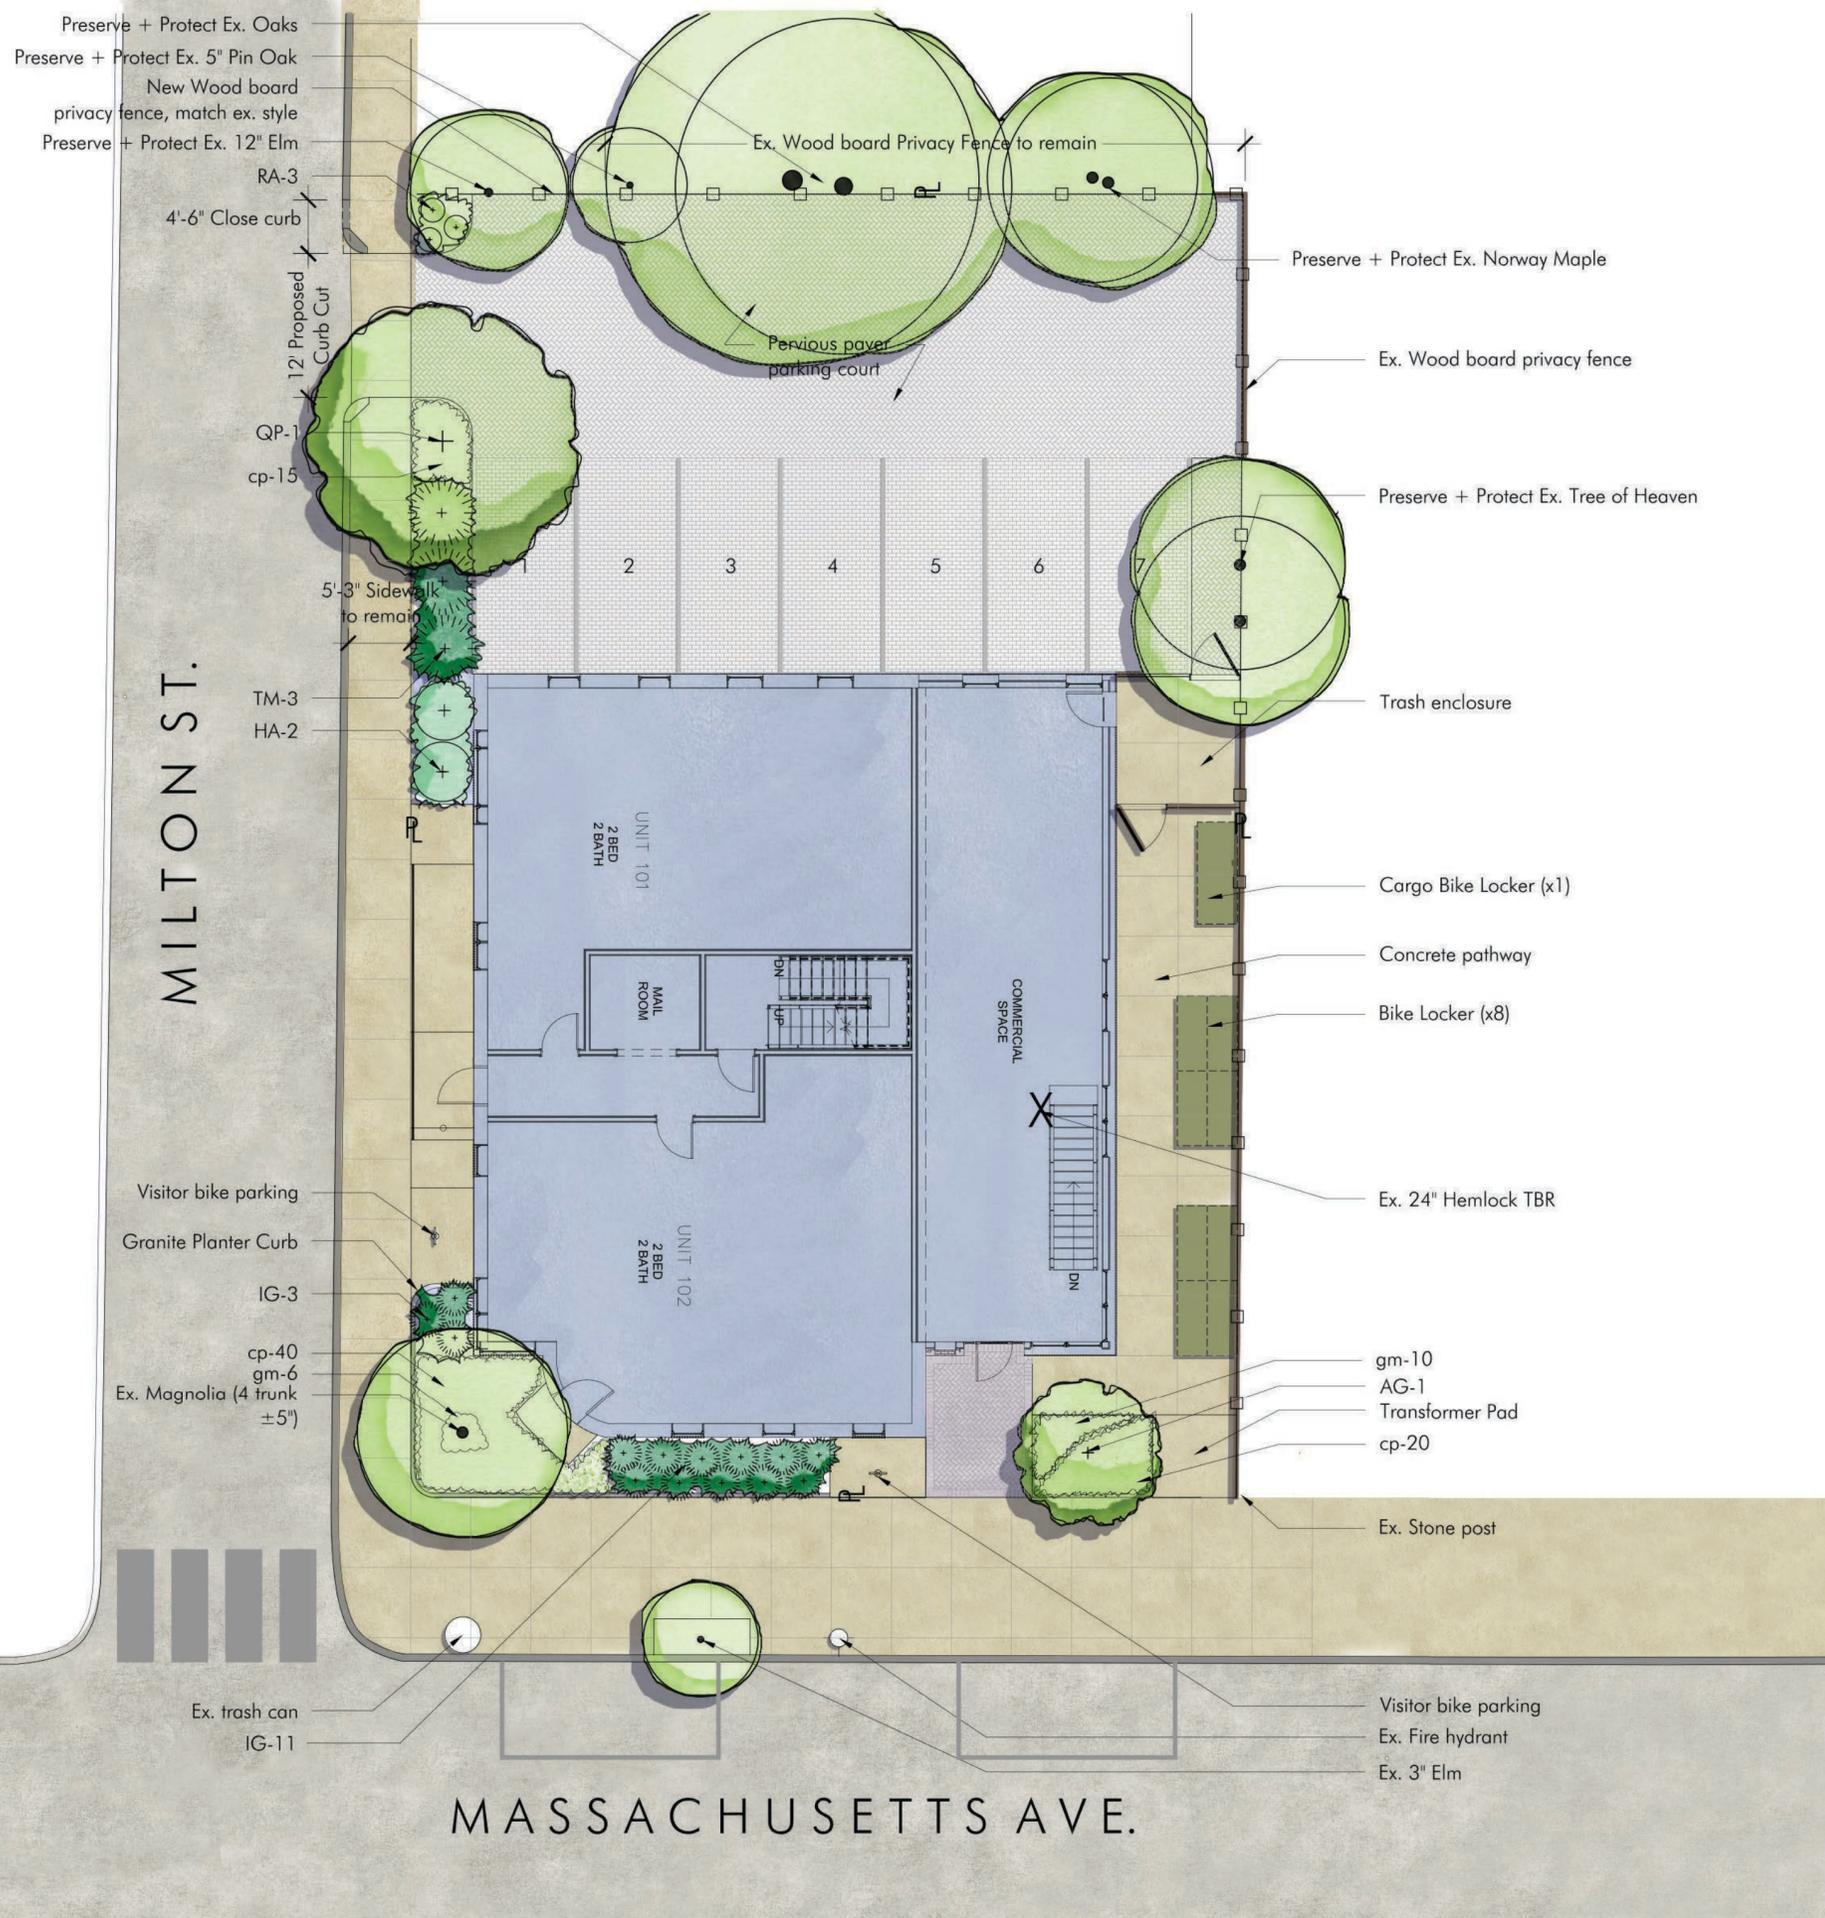 Preserve + Protect Ex. Oaks
Preserve + Protect Ex. 5" Pin Oak
New Wood board
privacy fence, match ex. style
Preserve + Protect Ex. 12" Elm
RA-3
4'-6" Close curb
12' Proposed
Curb Cut
Ex. Wood board Privacy Fence to remain
PL
Preserve + Protect Ex. Norway Maple
Pervious paver
parking court
Ex. Wood board privacy fence
QP-1
cp-15
Preserve + Protect Ex. Tree of Heaven
1
2
3
4
5
6
7
5'-3" Sidewalk
to remain
TM-3
HA-2
Trash enclosure
MILTON ST.
PL
PL
UNIT 101
2 BED
2 BATH
Cargo Bike Locker (x1)
Concrete pathway
Bike Locker (x8)
MAIL
ROOM
DN
UP
COMMERCIAL
SPACE
X
Ex. 24" Hemlock TBR
Visitor bike parking
Granite Planter Curb
IG-3
UNIT 102
2 BED
2 BATH
DN
cp-40
gm-6
Ex. Magnolia (4 trunk
±5")
gm-10
AG-1
Transformer Pad
cp-20
PL
Ex. Stone post
Ex. trash can
IG-11
Visitor bike parking
Ex. Fire hydrant
Ex. 3" Elm
MASSACHUSETTS AVE.